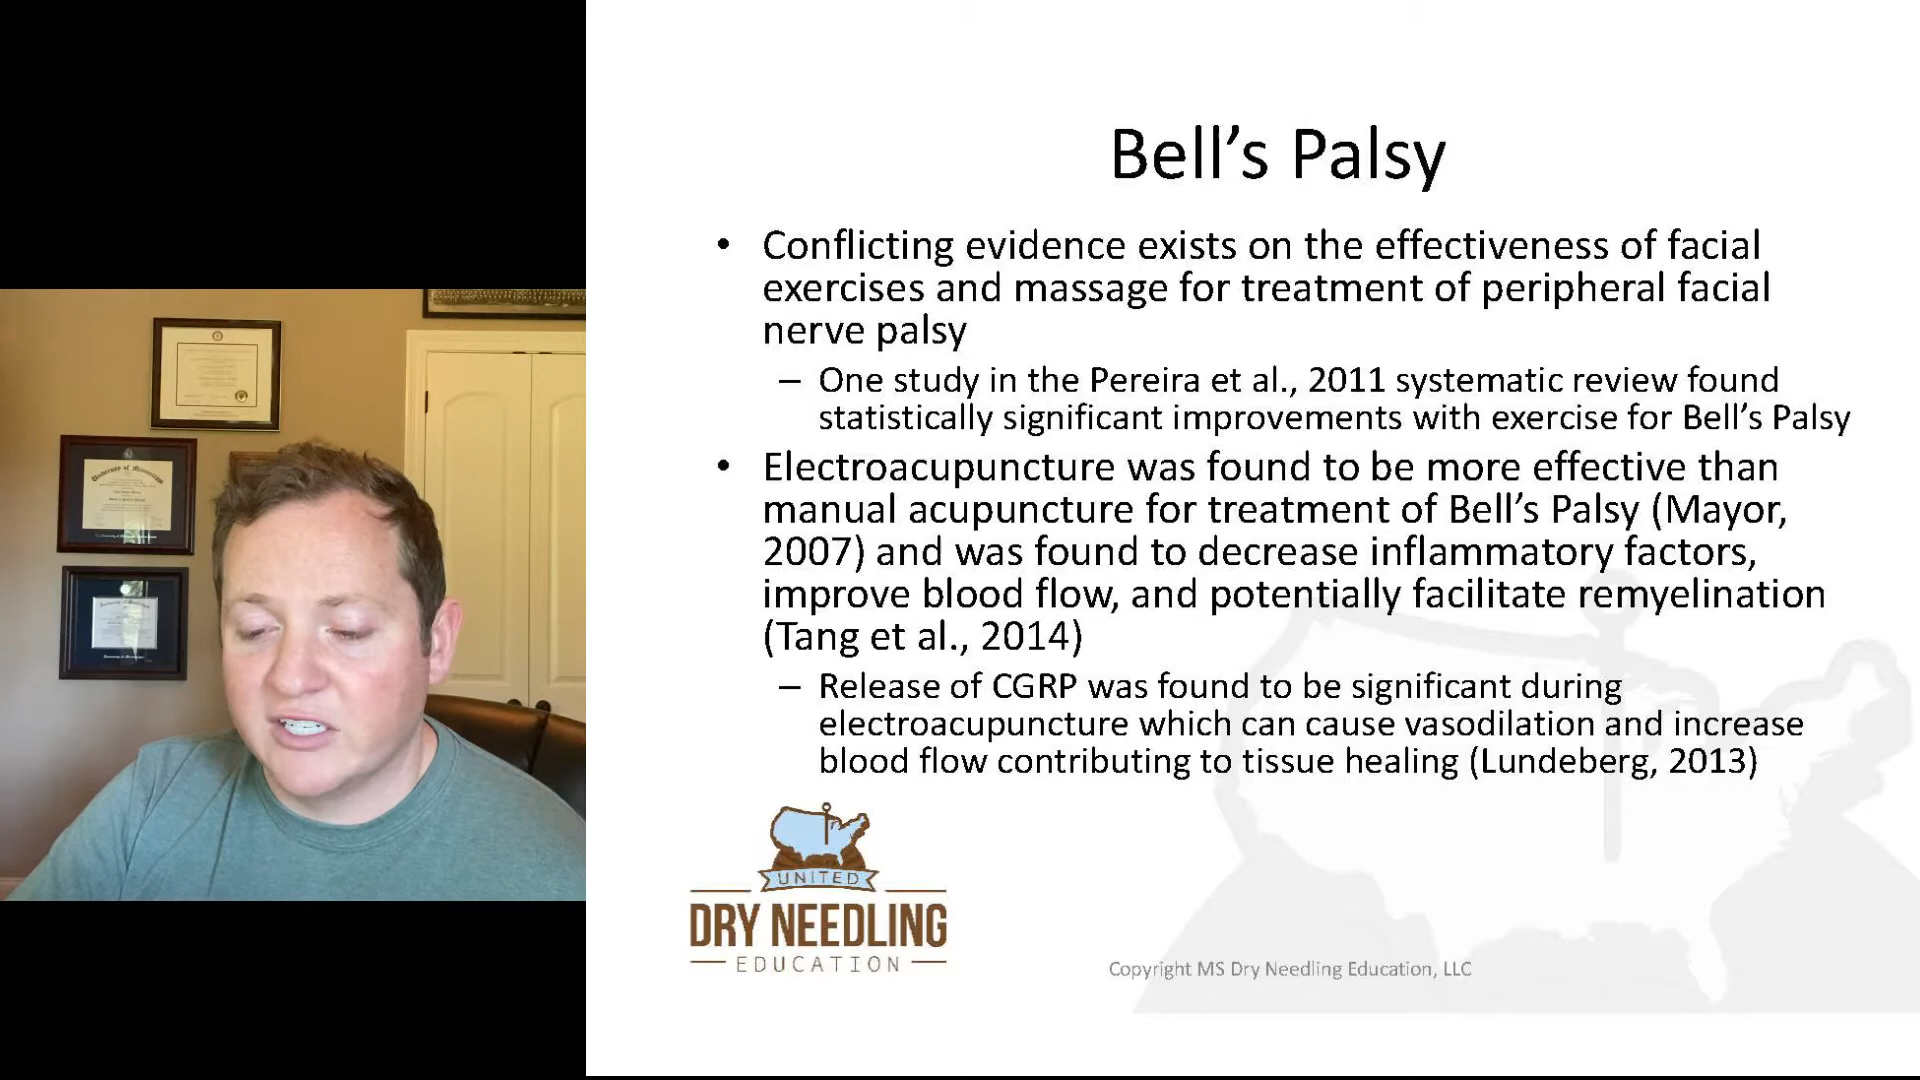 Bell’s Palsy
• Conflicting evidence exists on the effectiveness of facial
exercises and massage for treatment of peripheral facial
nerve palsy
– One study in the Pereira et al., 2011 systematic review found
statistically significant improvements with exercise for Bell’s Palsy
• Electroacupuncture was found to be more effective than
manual acupuncture for treatment of Bell’s Palsy (Mayor,
2007) and was found to decrease inflammatory factors,
improve blood flow, and potentially facilitate remyelination
(Tang et al., 2014)
– Release of CGRP was found to be significant during
electroacupuncture which can cause vasodilation and increase
blood flow contributing to tissue healing (Lundeberg, 2013)
UNITED
DRY NEEDLING
EDUCATION
Copyright MS Dry Needling Education, LLC